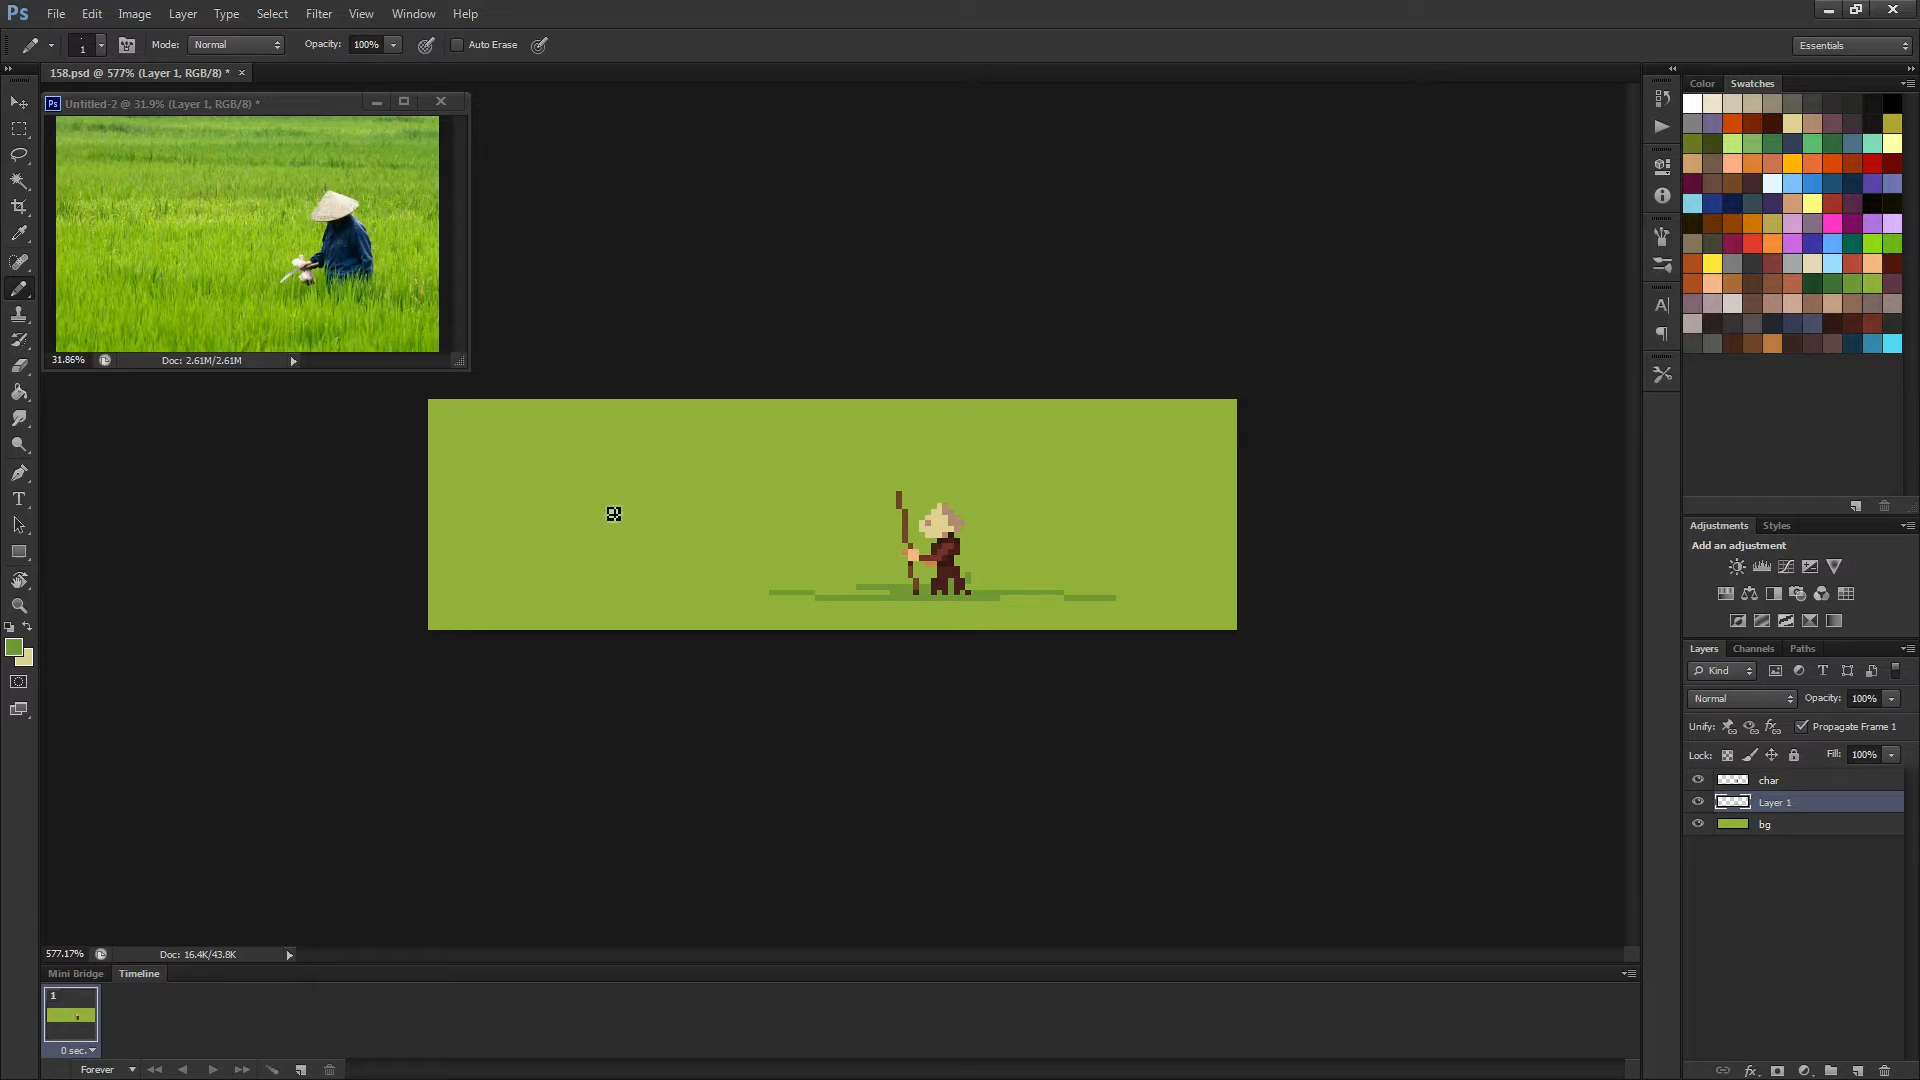 Ps File Edit Image Layer Type Select Filter 3D View Window Help
1 Mode: Normal Opacity: 100% Auto Erase Essentials
158.psd @ 577% (Layer 1, RGB/8) *
Color Swatches
Ps Untitled-2 @ 31.9% (Layer 1, RGB/8) *
31.86% Doc: 2.61M/2.61M
Adjustments Styles
Add an adjustment
Layers Channels Paths
Kind
Normal Opacity: 100%
Unify: Propagate Frame 1
Lock: Fill: 100%
char
Layer 1
bg
577.17% Doc: 16.4K/43.8K
Mini Bridge Timeline
1
0 sec.
Forever